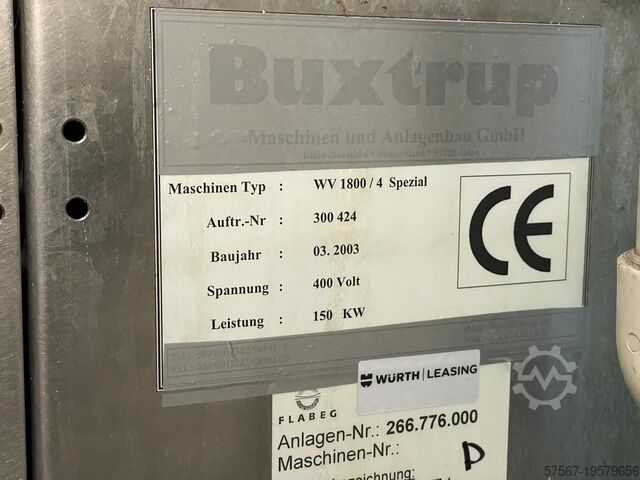 Buxtrup
Maschinen und Anlagenbau GmbH
Maschinen Typ : WV 1800 / 4 Spezial
Auftr.-Nr : 300 424
Baujahr : 03. 2003
Spannung : 400 Volt
Leistung : 150 KW
CE
WÜRTH | LEASING
FLABEG
Anlagen-Nr.: 266.776.000
Maschinen-Nr.: D
57567-19579656